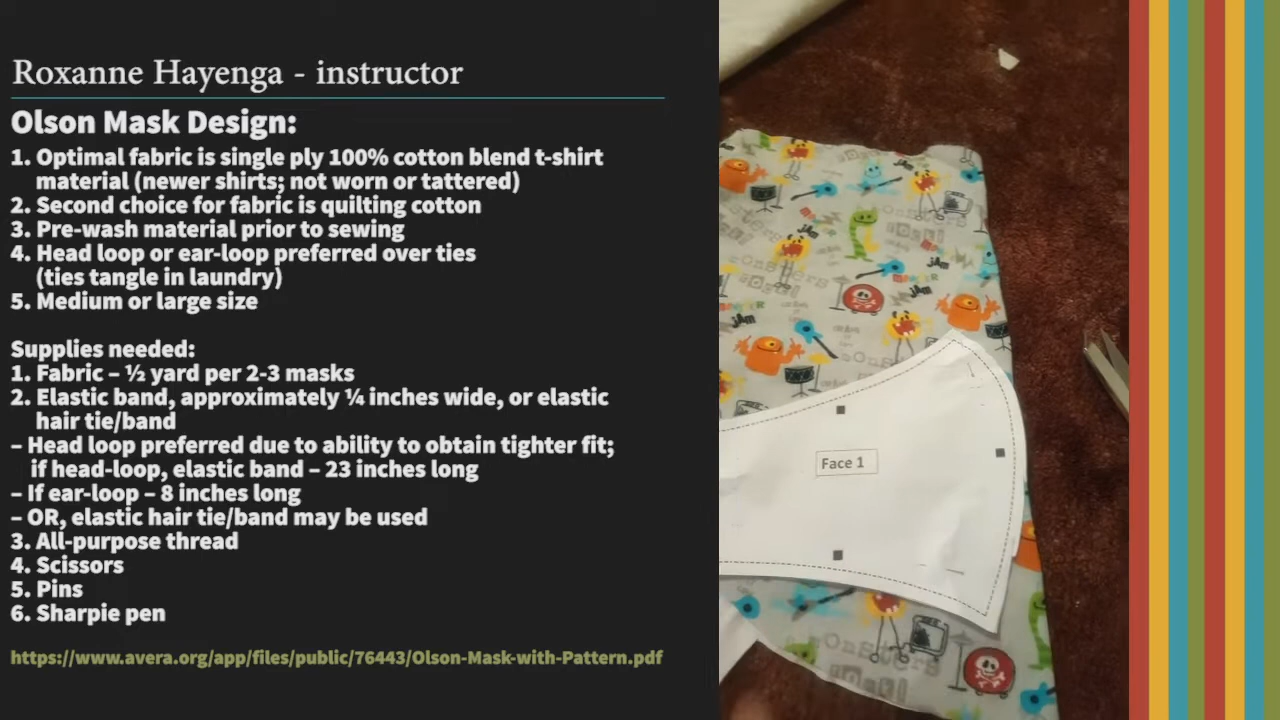 Roxanne Hayenga - instructor
Olson Mask Design:
1. Optimal fabric is single ply 100% cotton blend t-shirt
material (newer shirts; not worn or tattered)
2. Second choice for fabric is quilting cotton
3. Pre-wash material prior to sewing
4. Head loop or ear-loop preferred over ties
(ties tangle in laundry)
5. Medium or large size
Supplies needed:
1. Fabric – ½ yard per 2-3 masks
2. Elastic band, approximately ¼ inches wide, or elastic
hair tie/band
– Head loop preferred due to ability to obtain tighter fit;
if head-loop, elastic band – 23 inches long
– If ear-loop – 8 inches long
– OR, elastic hair tie/band may be used
3. All-purpose thread
4. Scissors
5. Pins
6. Sharpie pen
https://www.avera.org/app/files/public/76443/Olson-Mask-with-Pattern.pdf
Face 1